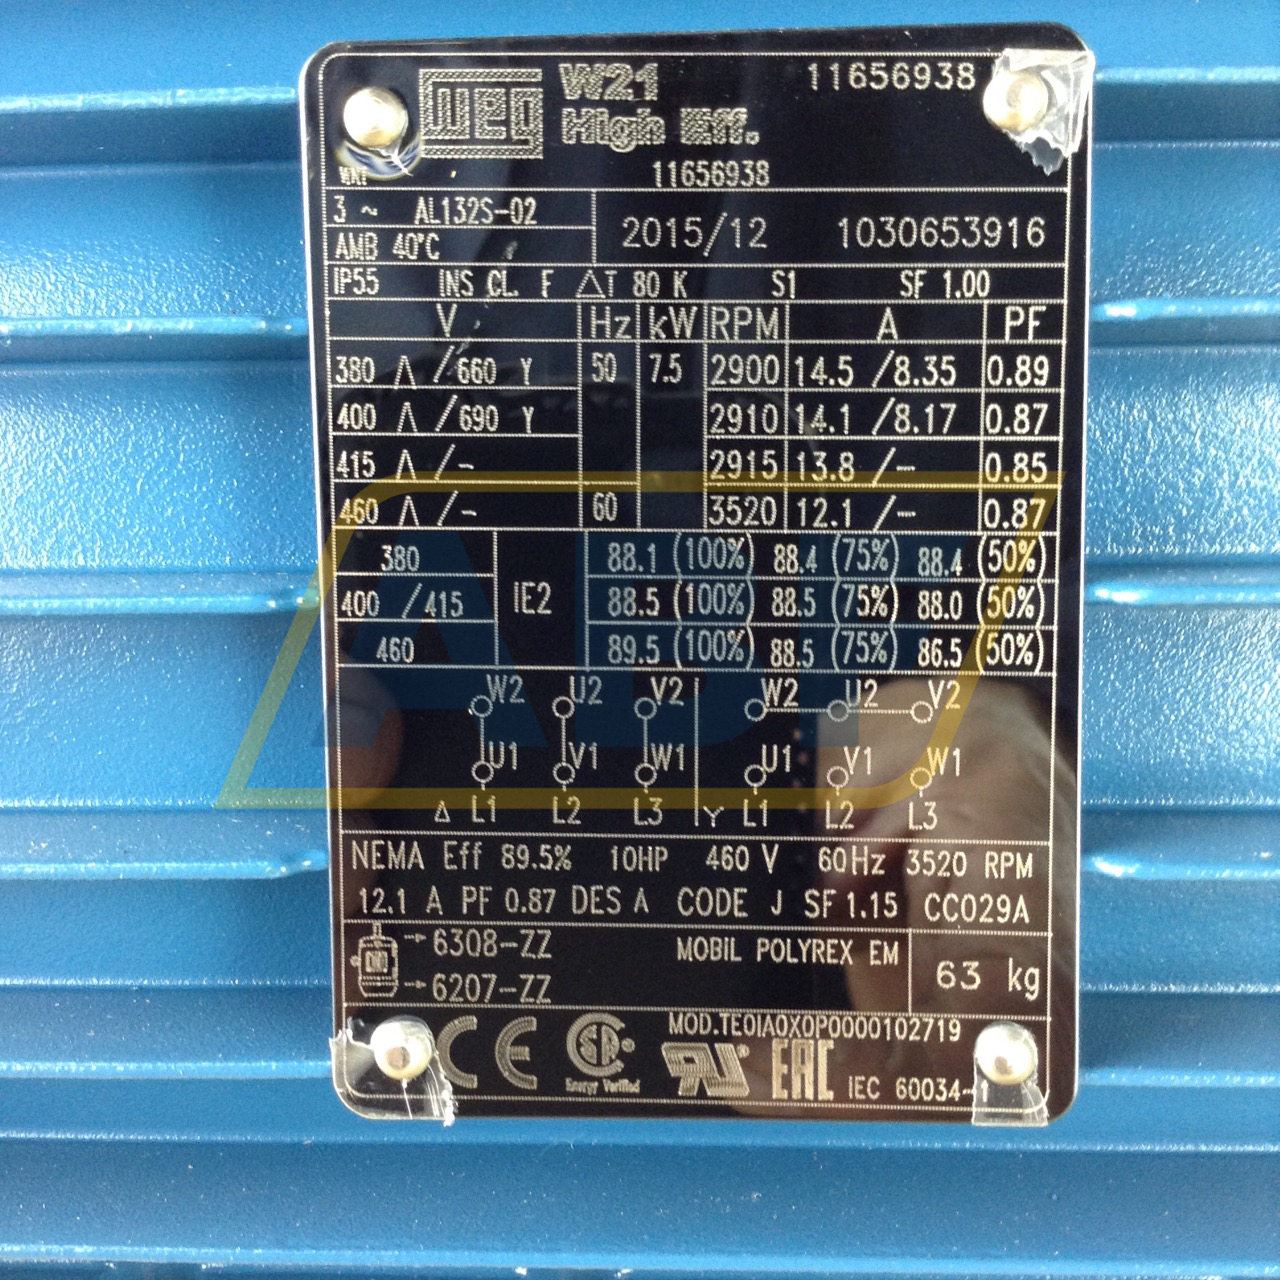 WEG W21 11656938
High Eff.
11656938
3 ~ AL132S-02
2015/12 1030653916
AMB 40°C
IP55 INS CL. F ΔT 80 K S1 SF 1.00
V Hz kW RPM A PF
380 Δ /660 Y 50 7.5 2900 14.5 /8.35 0.89
400 Δ /690 Y 2910 14.1 /8.17 0.87
415 Δ /- 2915 13.8 /-- 0.85
460 Δ /- 60 3520 12.1 /-- 0.87
380 88.1 (100%) 88.4 (75%) 88.4 (50%)
400 /415 IE2 88.5 (100%) 88.5 (75%) 88.0 (50%)
460 89.5 (100%) 88.5 (75%) 86.5 (50%)
W2 U2 V2 W2 U2 V2
U1 V1 W1 U1 V1 W1
Δ L1 L2 L3 Y L1 L2 L3
NEMA Eff 89.5% 10HP 460 V 60Hz 3520 RPM
12.1 A PF 0.87 DES A CODE J SF 1.15 CC029A
6308-ZZ MOBIL POLYREX EM
6207-ZZ 63 kg
MOD.TE01A0X0P0000102719
CE Energy Verified EAC IEC 60034-1